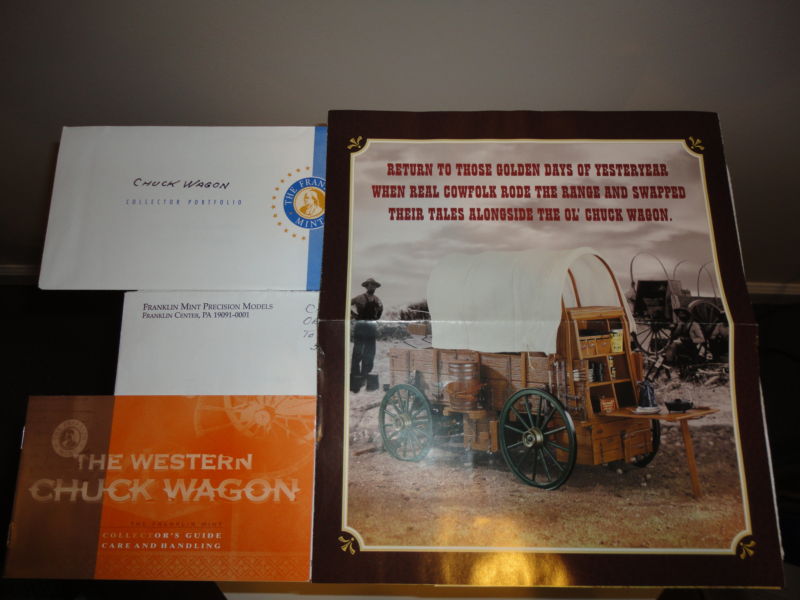 CHUCK WAGON
COLLECTOR PORTFOLIO
THE FRANKLIN
MINT
FRANKLIN MINT PRECISION MODELS
FRANKLIN CENTER, PA 19091-0001
THE WESTERN
CHUCK WAGON
THE FRANKLIN MINT
COLLECTOR'S GUIDE
CARE AND HANDLING
RETURN TO THOSE GOLDEN DAYS OF YESTERYEAR
WHEN REAL COWFOLK RODE THE RANGE AND SWAPPED
THEIR TALES ALONGSIDE THE OL' CHUCK WAGON.